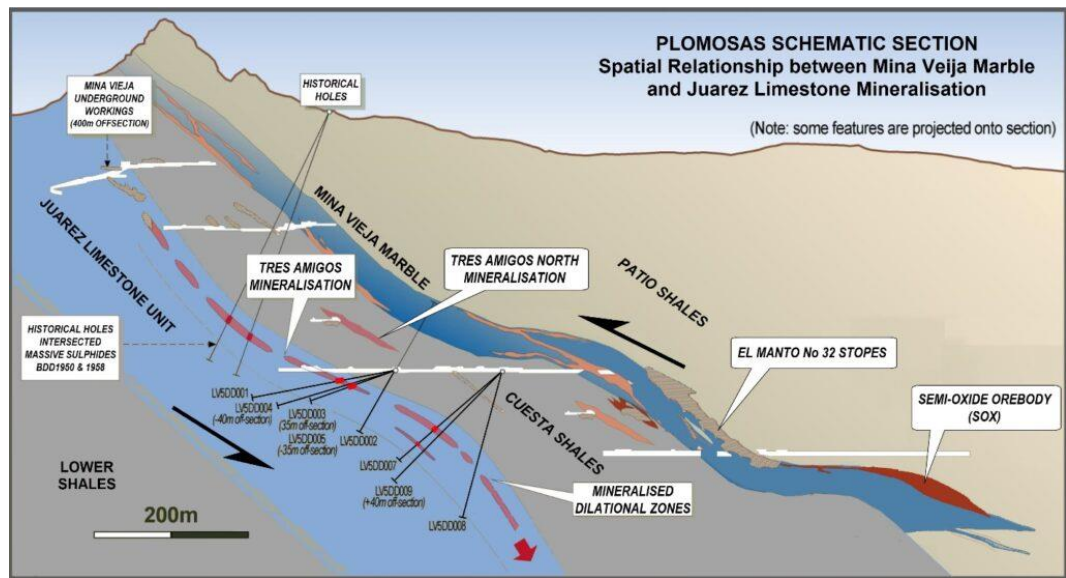 PLOMOSAS SCHEMATIC SECTION
Spatial Relationship between Mina Veija Marble
and Juarez Limestone Mineralisation
(Note: some features are projected onto section)
MINA VIEJA
UNDERGROUND
WORKINGS
(400m OFFSECTION)
HISTORICAL
HOLES
MINA VIEJA MARBLE
JUAREZ LIMESTONE UNIT
TRES AMIGOS
MINERALISATION
TRES AMIGOS NORTH
MINERALISATION
PATIO SHALES
HISTORICAL HOLES
INTERSECTED
MASSIVE SULPHIDES
BDD1950 & 1958
EL MANTO No 32 STOPES
SEMI-OXIDE OREBODY
(SOX)
CUESTA SHALES
LV5DD001
LV5DD004
(-40m off-section)
LV5DD003
(35m off-section)
LV5DD005
(-35m off-section)
LV5DD002
LV5DD007
LV5DD009
(+40m off-section)
LV5DD008
MINERALISED
DILATIONAL ZONES
LOWER
SHALES
200m